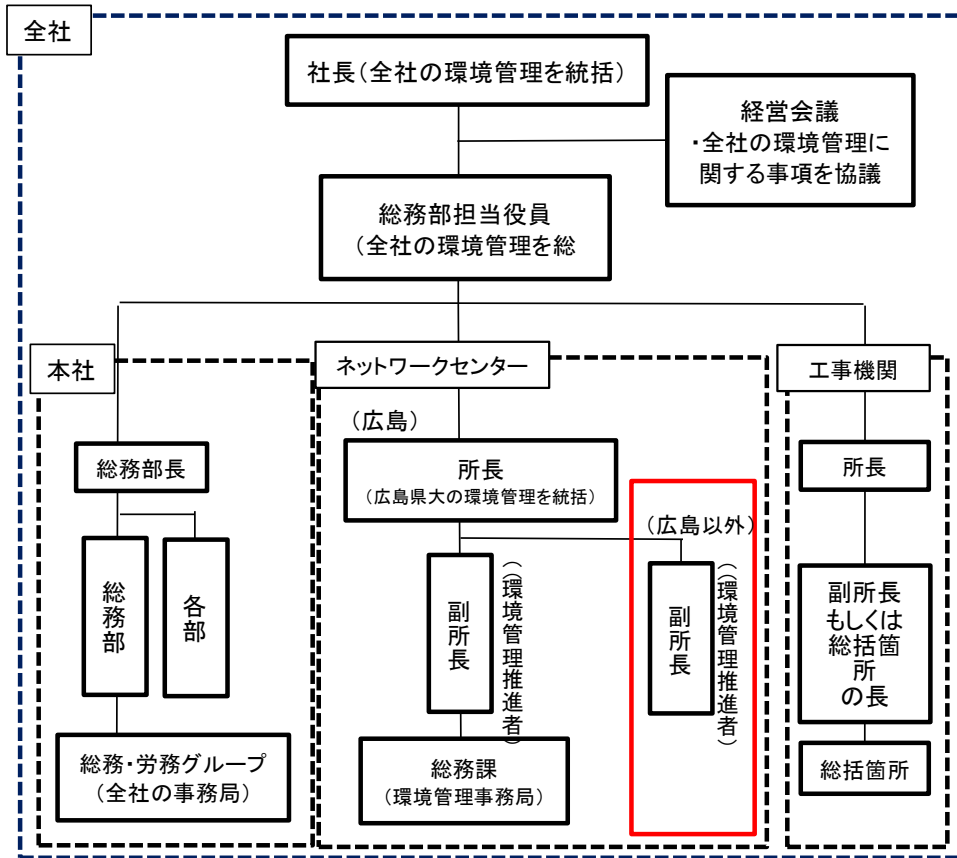 全社
社長(全社の環境管理を統括)
経営会議
・全社の環境管理に
関する事項を協議
総務部担当役員
(全社の環境管理を総
本社
ネットワークセンター
工事機関
(広島)
総務部長
所長
(広島県大の環境管理を統括)
所長
(広島以外)
総務部
各部
副所長
((環境管理推進者)
副所長
((環境管理推進者)
副所長
もしくは
総括箇
所
の長
総務・労務グループ
(全社の事務局)
総務課
(環境管理事務局)
総括箇所